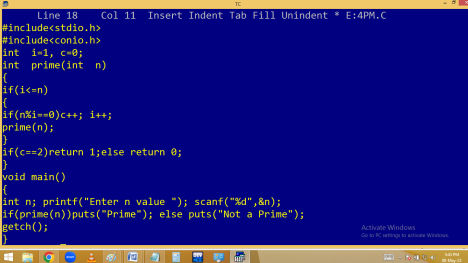 TC
Line 18 Col 11 Insert Indent Tab Fill Unindent * E:4PM.C
#include<stdio.h>
#include<conio.h>
int i=1, c=0;
int prime(int n)
{
if(i<=n)
{
if(n%i==0)c++; i++;
prime(n);
}
if(c==2)return 1;else return 0;
}
void main()
{
int n; printf("Enter n value "); scanf("%d",&n);
if(prime(n))puts("Prime"); else puts("Not a Prime");
getch();
}
Activate Windows
Go to PC settings to activate Windows.